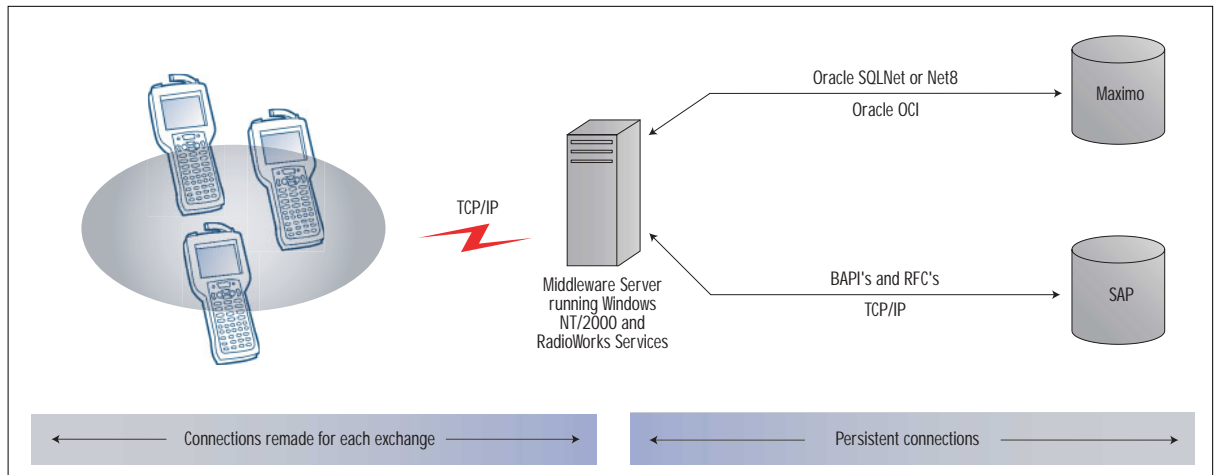 Oracle SQLNet or Net8
Oracle OCI
Maximo
TCP/IP
Middleware Server
running Windows
NT/2000 and
RadioWorks Services
BAPI's and RFC's
TCP/IP
SAP
Connections remade for each exchange
Persistent connections